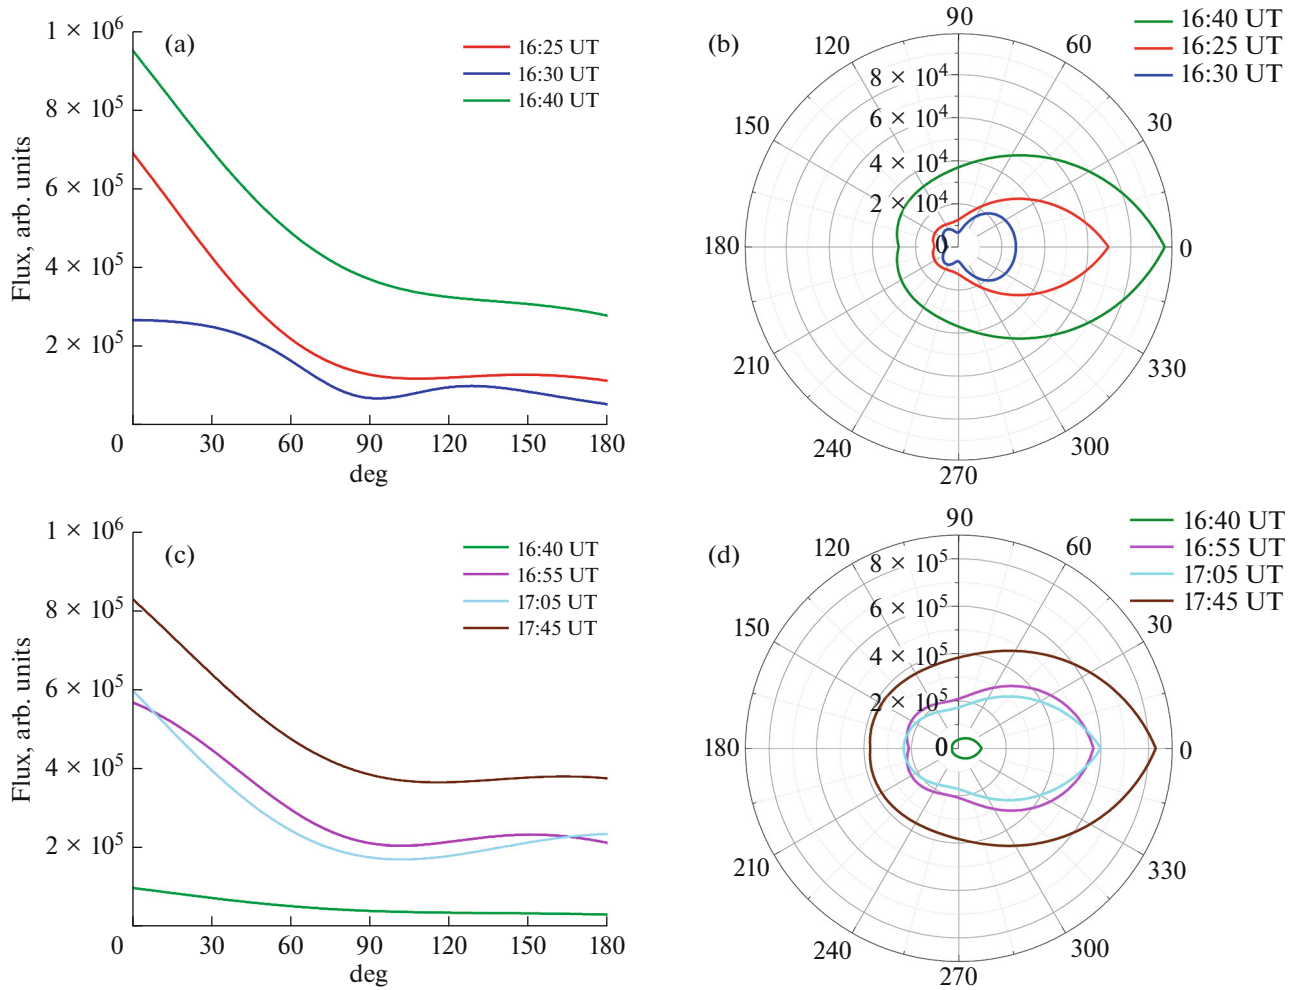 (a)
1 × 10⁶
8 × 10⁵
6 × 10⁵
4 × 10⁵
2 × 10⁵
Flux, arb. units
16:25 UT
16:30 UT
16:40 UT
0 30 60 90 120 150 180
deg
(b)
16:40 UT
16:25 UT
16:30 UT
90
120 60
150 30
180 0
210 330
240 300
270
8 × 10⁴
6 × 10⁴
4 × 10⁴
2 × 10⁴
0
(c)
1 × 10⁶
8 × 10⁵
6 × 10⁵
4 × 10⁵
2 × 10⁵
Flux, arb. units
16:40 UT
16:55 UT
17:05 UT
17:45 UT
0 30 60 90 120 150 180
deg
(d)
16:40 UT
16:55 UT
17:05 UT
17:45 UT
90
120 60
150 30
180 0
210 330
240 300
270
8 × 10⁵
6 × 10⁵
4 × 10⁵
2 × 10⁵
0